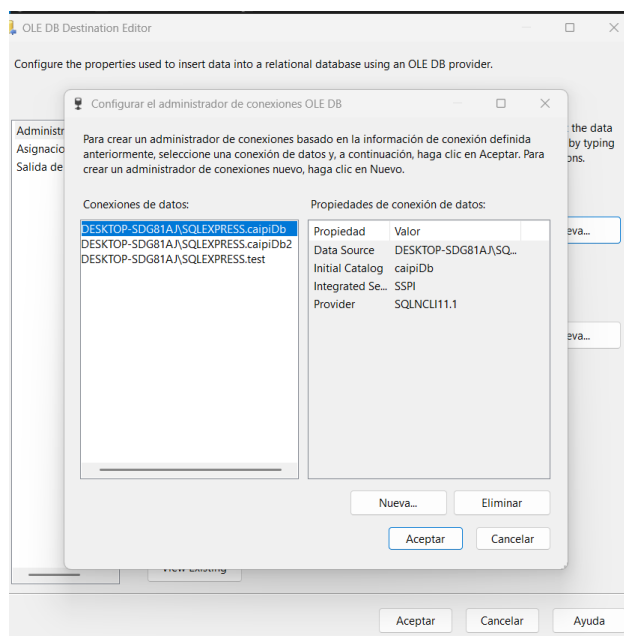 OLE DB Destination Editor
Configure the properties used to insert data into a relational database using an OLE DB provider.
Configurar el administrador de conexiones OLE DB
Administr
Asignacio
Salida de
the data
by typing
ons.
Para crear un administrador de conexiones basado en la información de conexión definida
anteriormente, seleccione una conexión de datos y, a continuación, haga clic en Aceptar. Para
crear un administrador de conexiones nuevo, haga clic en Nuevo.
Conexiones de datos:
Propiedades de conexión de datos:
DESKTOP-SDG81AJ\SQLEXPRESS.caipiDb
DESKTOP-SDG81AJ\SQLEXPRESS.caipiDb2
DESKTOP-SDG81AJ\SQLEXPRESS.test
Propiedad Valor
Data Source DESKTOP-SDG81AJ\SQ...
Initial Catalog caipiDb
Integrated Se... SSPI
Provider SQLNCLI11.1
eva...
eva...
Nueva... Eliminar
Aceptar Cancelar
View Existing
Aceptar Cancelar Ayuda